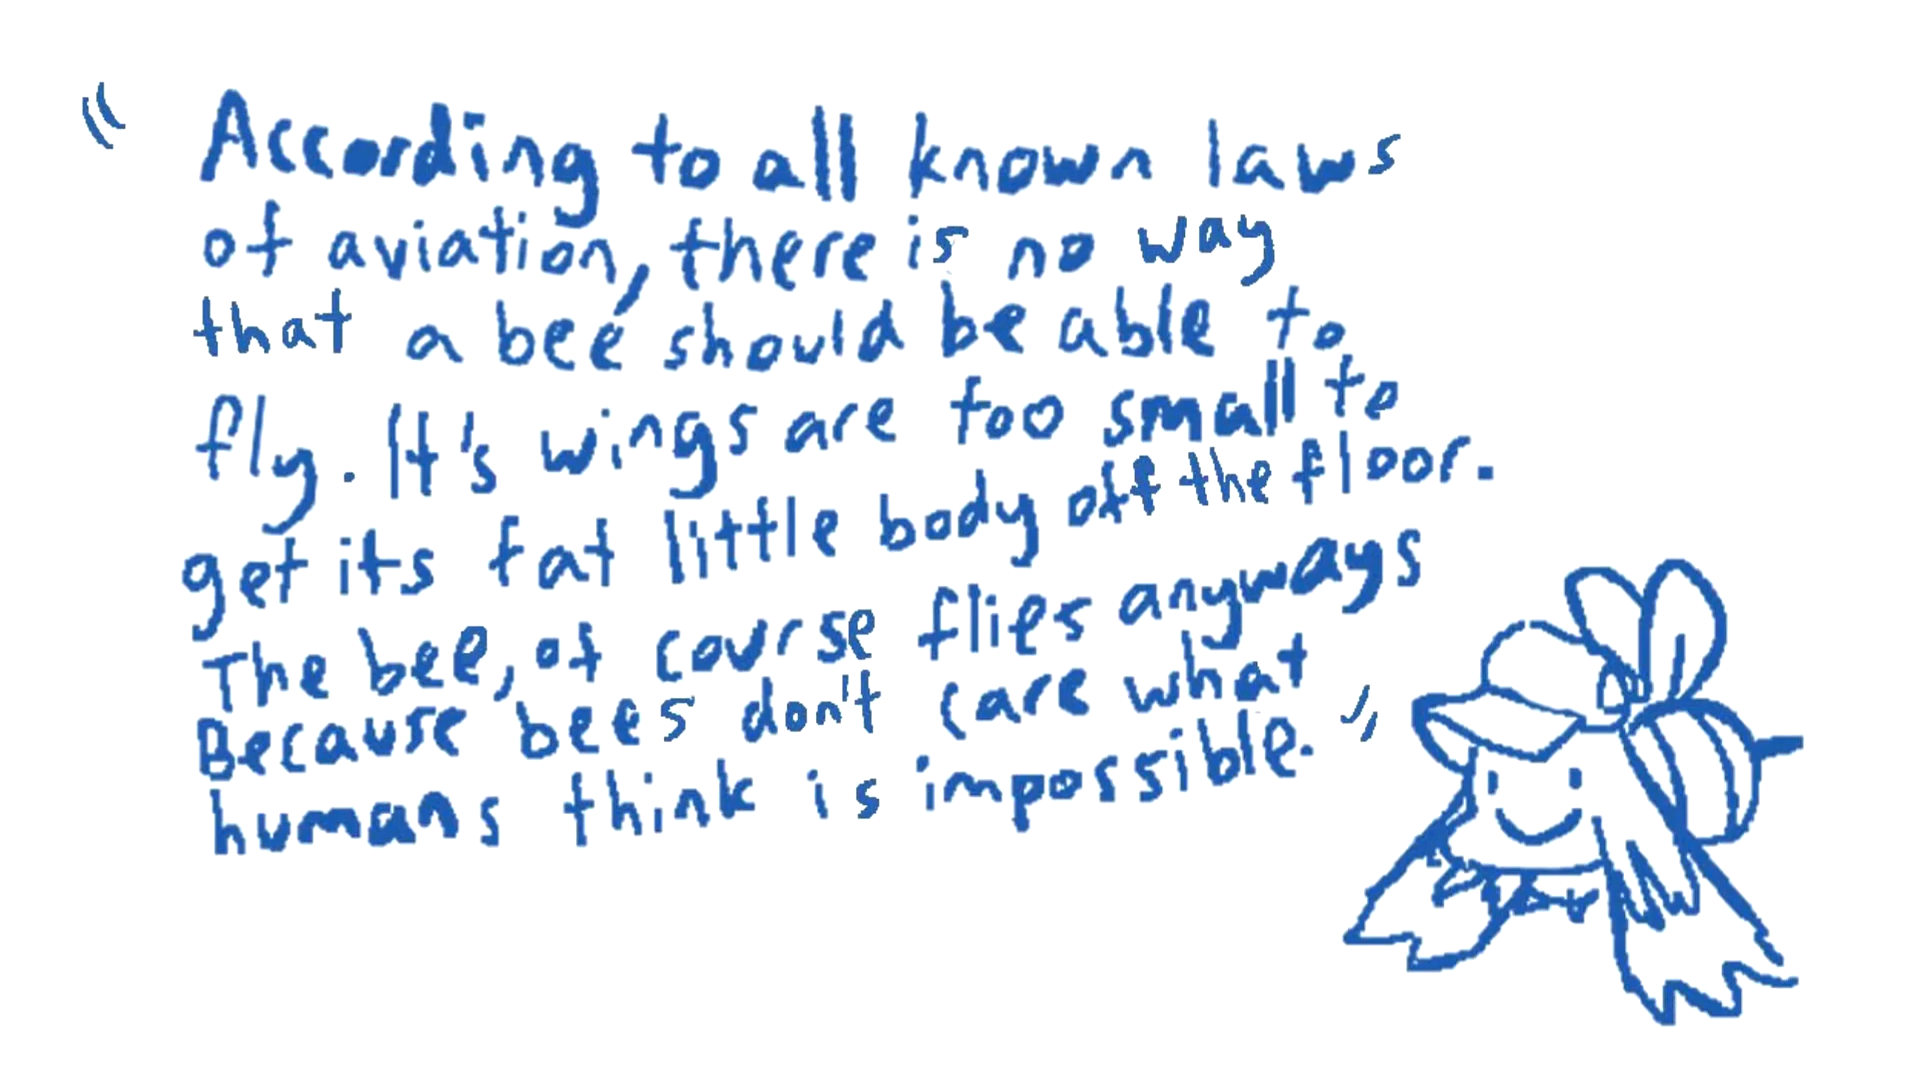 "According to all known laws
of aviation, there is no way
that a bee should be able to
fly. It's wings are too small to
get its fat little body off the floor.
The bee, of course flies anyways
Because bees don't care what
humans think is impossible."